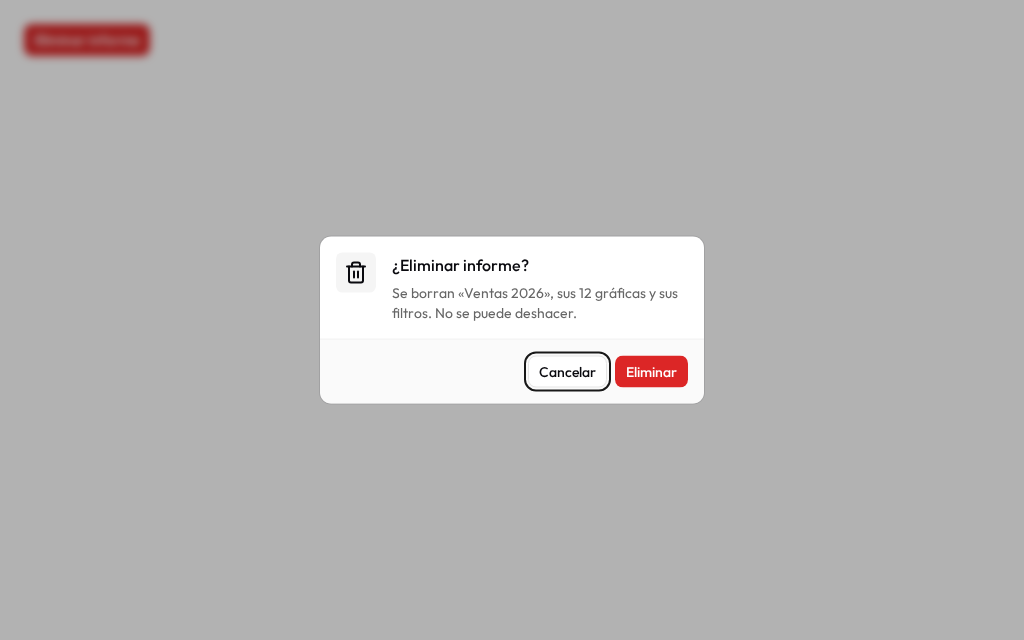 ¿Eliminar informe?
Se borran «Ventas 2026», sus 12 gráficas y sus
filtros. No se puede deshacer.
Cancelar
Eliminar